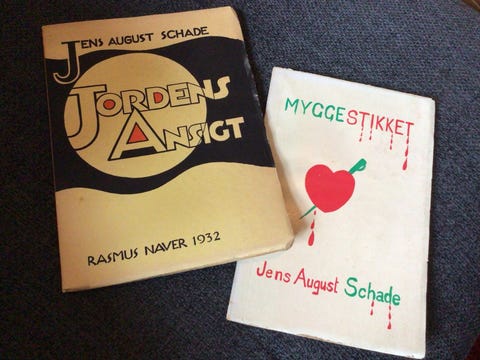 JENS AUGUST SCHADE
JORDENS
ANSIGT
RASMUS NAVER 1932
MYGGESTIKKET
Jens August Schade